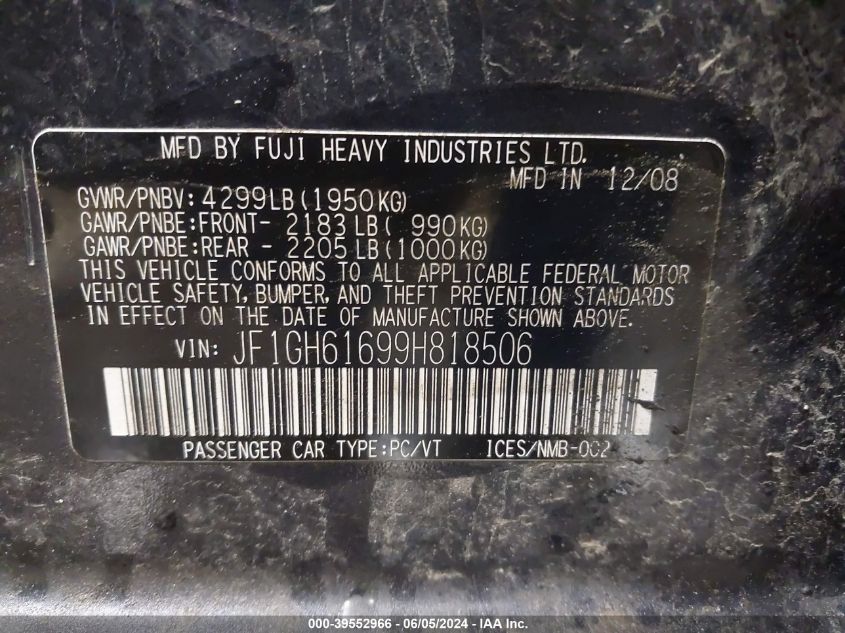 MFD BY FUJI HEAVY INDUSTRIES LTD.
MFD IN 12/08
GVWR/PNBV: 4299LB(1950KG)
GAWR/PNBE:FRONT- 2183LB( 990KG)
GAWR/PNBE:REAR - 2205LB(1000KG)
THIS VEHICLE CONFORMS TO ALL APPLICABLE FEDERAL MOTOR
VEHICLE SAFETY, BUMPER, AND THEFT PREVENTION STANDARDS
IN EFFECT ON THE DATE OF MANUFACTURE SHOWN ABOVE.
VIN: JF1GH61699H818506
PASSENGER CAR TYPE:PC/VT ICES/NMB-002
000-39552966 - 06/05/2024 - IAAI.COM